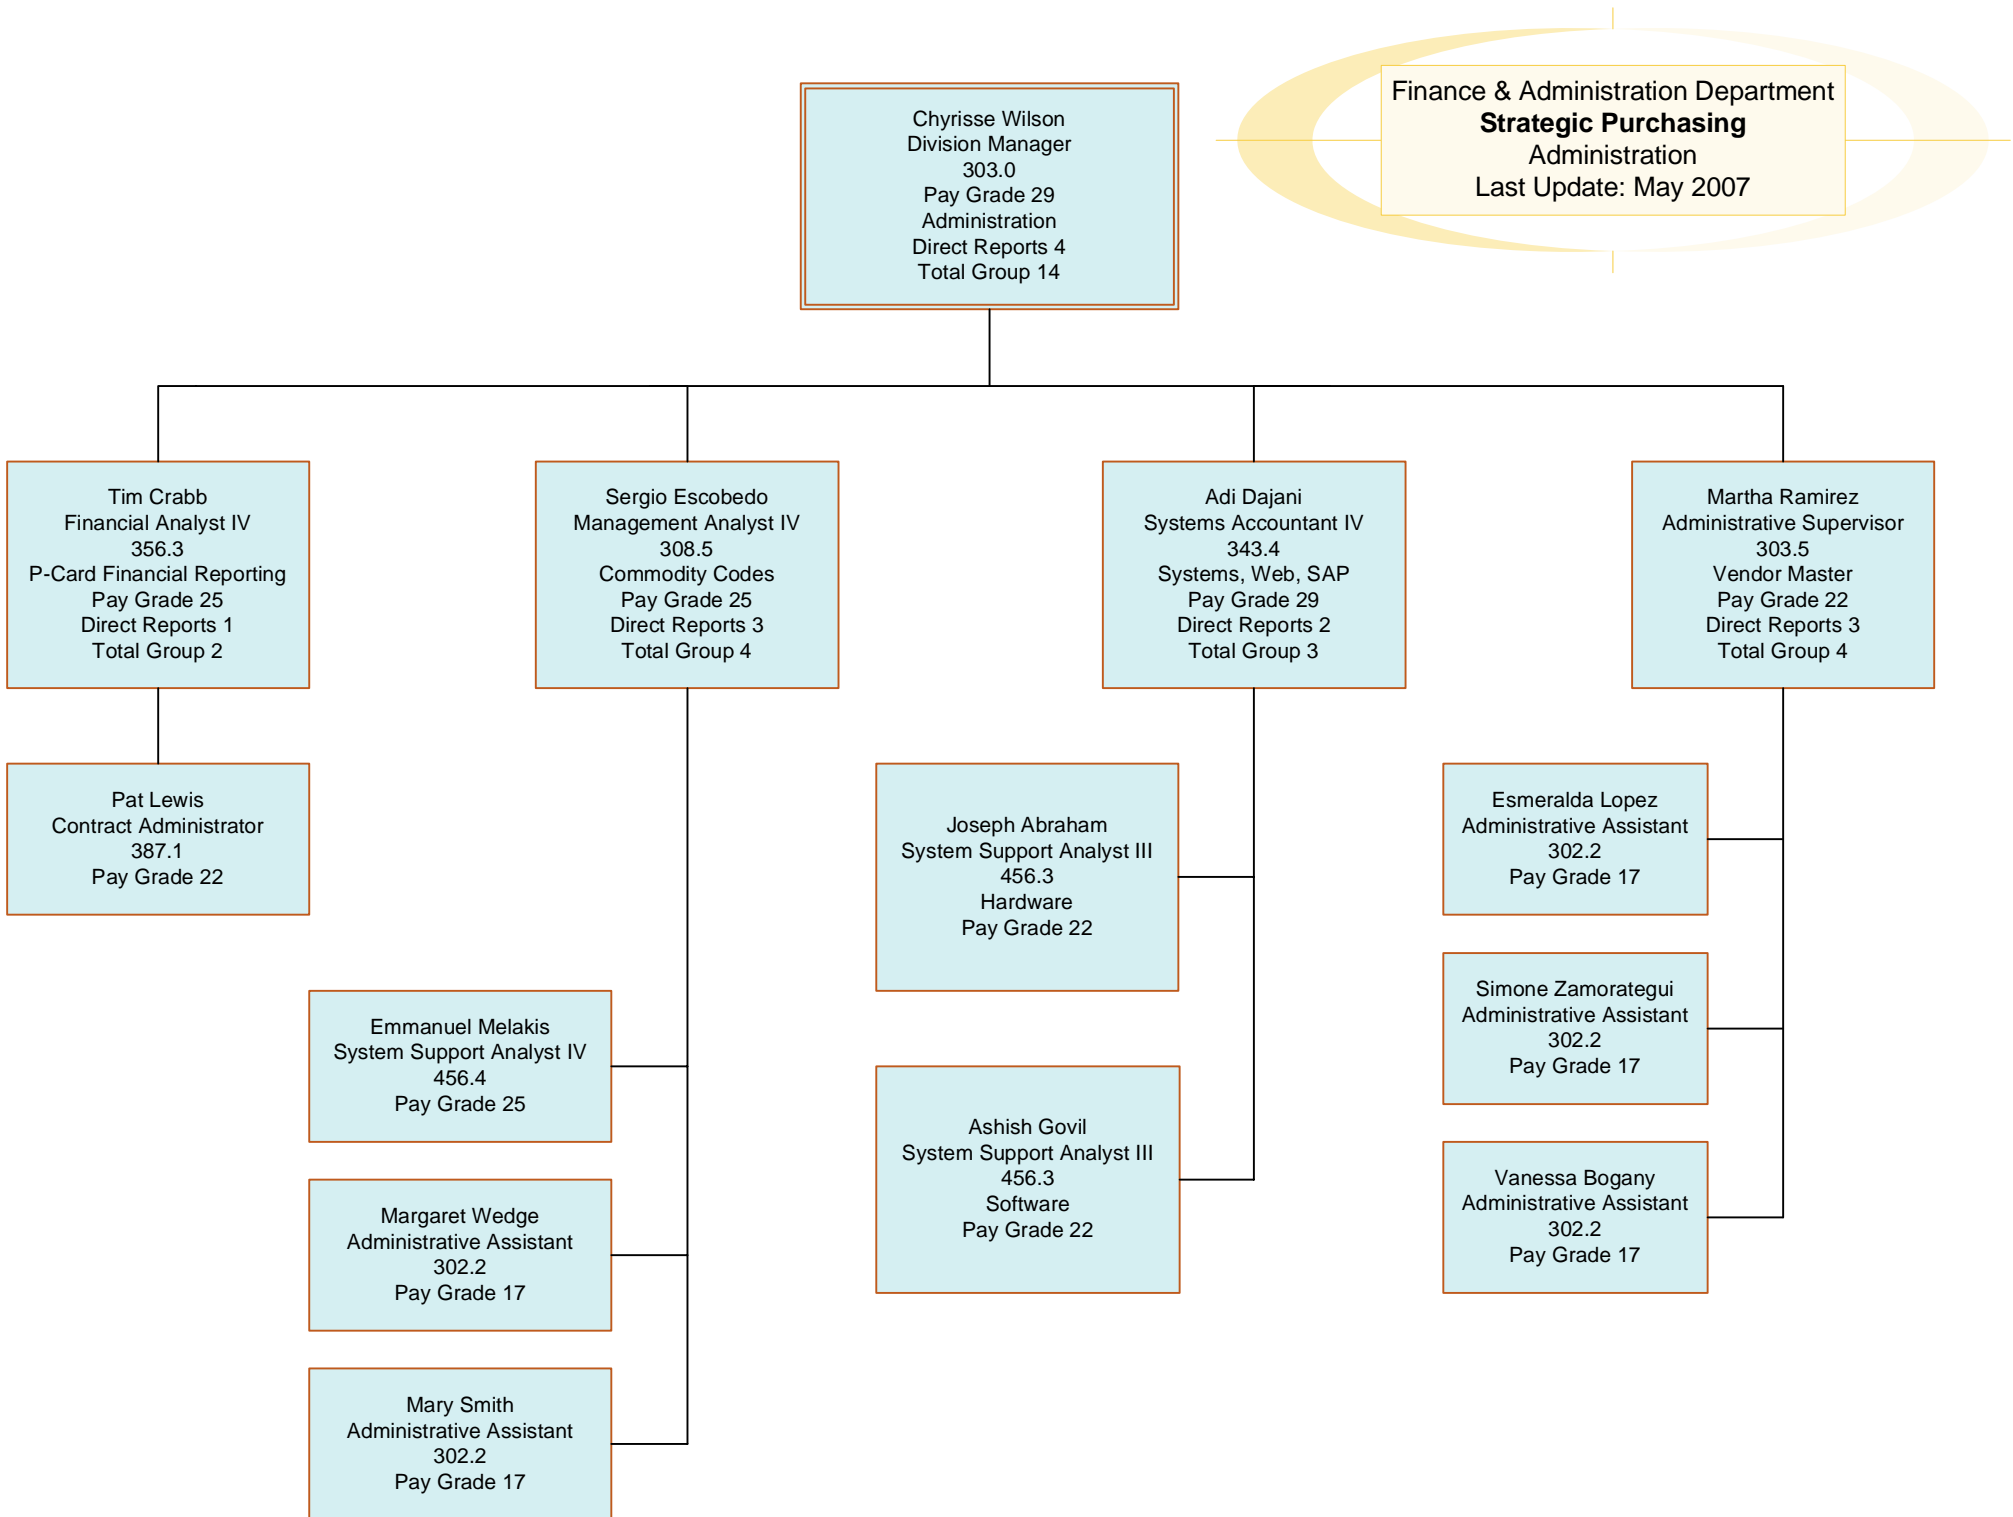 Finance & Administration Department
Strategic Purchasing
Administration
Last Update: May 2007
Chyrisse Wilson
Division Manager
303.0
Pay Grade 29
Administration
Direct Reports 4
Total Group 14
Tim Crabb
Financial Analyst IV
356.3
P-Card Financial Reporting
Pay Grade 25
Direct Reports 1
Total Group 2
Sergio Escobedo
Management Analyst IV
308.5
Commodity Codes
Pay Grade 25
Direct Reports 3
Total Group 4
Adi Dajani
Systems Accountant IV
343.4
Systems, Web, SAP
Pay Grade 29
Direct Reports 2
Total Group 3
Martha Ramirez
Administrative Supervisor
303.5
Vendor Master
Pay Grade 22
Direct Reports 3
Total Group 4
Pat Lewis
Contract Administrator
387.1
Pay Grade 22
Emmanuel Melakis
System Support Analyst IV
456.4
Pay Grade 25
Margaret Wedge
Administrative Assistant
302.2
Pay Grade 17
Mary Smith
Administrative Assistant
302.2
Pay Grade 17
Joseph Abraham
System Support Analyst III
456.3
Hardware
Pay Grade 22
Ashish Govil
System Support Analyst III
456.3
Software
Pay Grade 22
Esmeralda Lopez
Administrative Assistant
302.2
Pay Grade 17
Simone Zamorategui
Administrative Assistant
302.2
Pay Grade 17
Vanessa Bogany
Administrative Assistant
302.2
Pay Grade 17